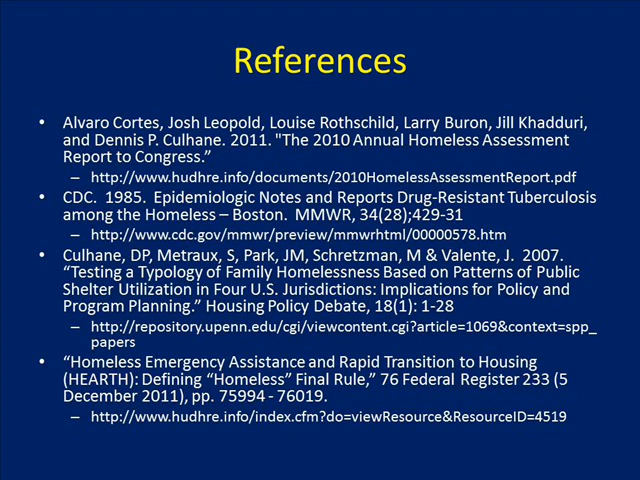 References
• Alvaro Cortes, Josh Leopold, Louise Rothschild, Larry Buron, Jill Khadduri,
and Dennis P. Culhane. 2011. "The 2010 Annual Homeless Assessment
Report to Congress.”
– http://www.hudhre.info/documents/2010HomelessAssessmentReport.pdf
• CDC. 1985. Epidemiologic Notes and Reports Drug-Resistant Tuberculosis
among the Homeless – Boston. MMWR, 34(28);429-31
– http://www.cdc.gov/mmwr/preview/mmwrhtml/00000578.htm
• Culhane, DP, Metraux, S, Park, JM, Schretzman, M & Valente, J. 2007.
“Testing a Typology of Family Homelessness Based on Patterns of Public
Shelter Utilization in Four U.S. Jurisdictions: Implications for Policy and
Program Planning.” Housing Policy Debate, 18(1): 1-28
– http://repository.upenn.edu/cgi/viewcontent.cgi?article=1069&context=spp_
papers
• “Homeless Emergency Assistance and Rapid Transition to Housing
(HEARTH): Defining “Homeless” Final Rule,” 76 Federal Register 233 (5
December 2011), pp. 75994 - 76019.
– http://www.hudhre.info/index.cfm?do=viewResource&ResourceID=4519